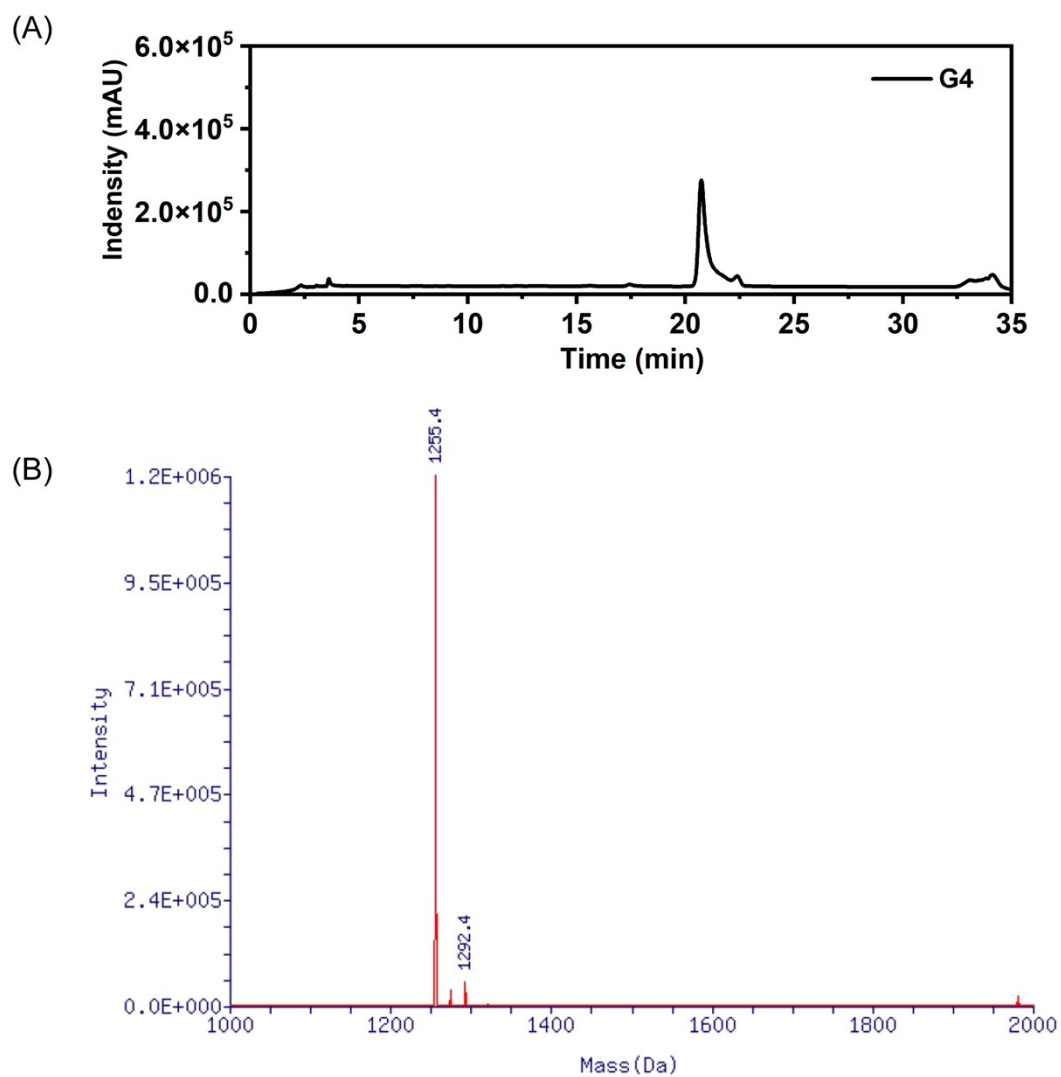 (A)
6.0×10⁵
4.0×10⁵
2.0×10⁵
0.0
Indensity (mAU)
G4
0 5 10 15 20 25 30 35
Time (min)
(B)
1255.4
1292.4
1.2E+006
9.5E+005
7.1E+005
4.7E+005
2.4E+005
0.0E+000
Intensity
1000 1200 1400 1600 1800 2000
Mass(Da)